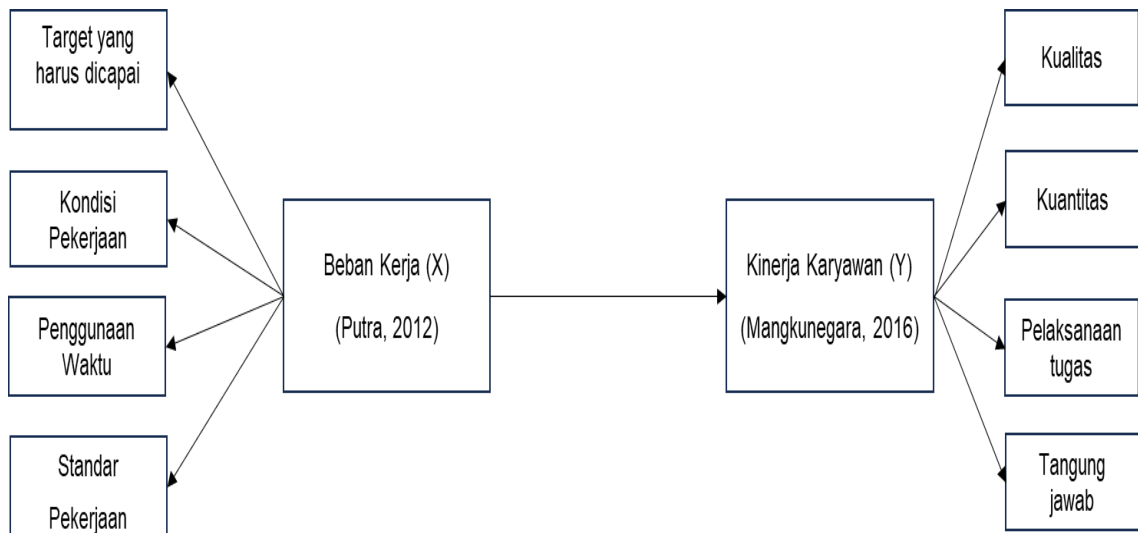 Target yang
harus dicapai
Kondisi
Pekerjaan
Penggunaan
Waktu
Standar
Pekerjaan
Beban Kerja (X)
(Putra, 2012)
Kinerja Karyawan (Y)
(Mangkunegara, 2016)
Kualitas
Kuantitas
Pelaksanaan
tugas
Tangung
jawab